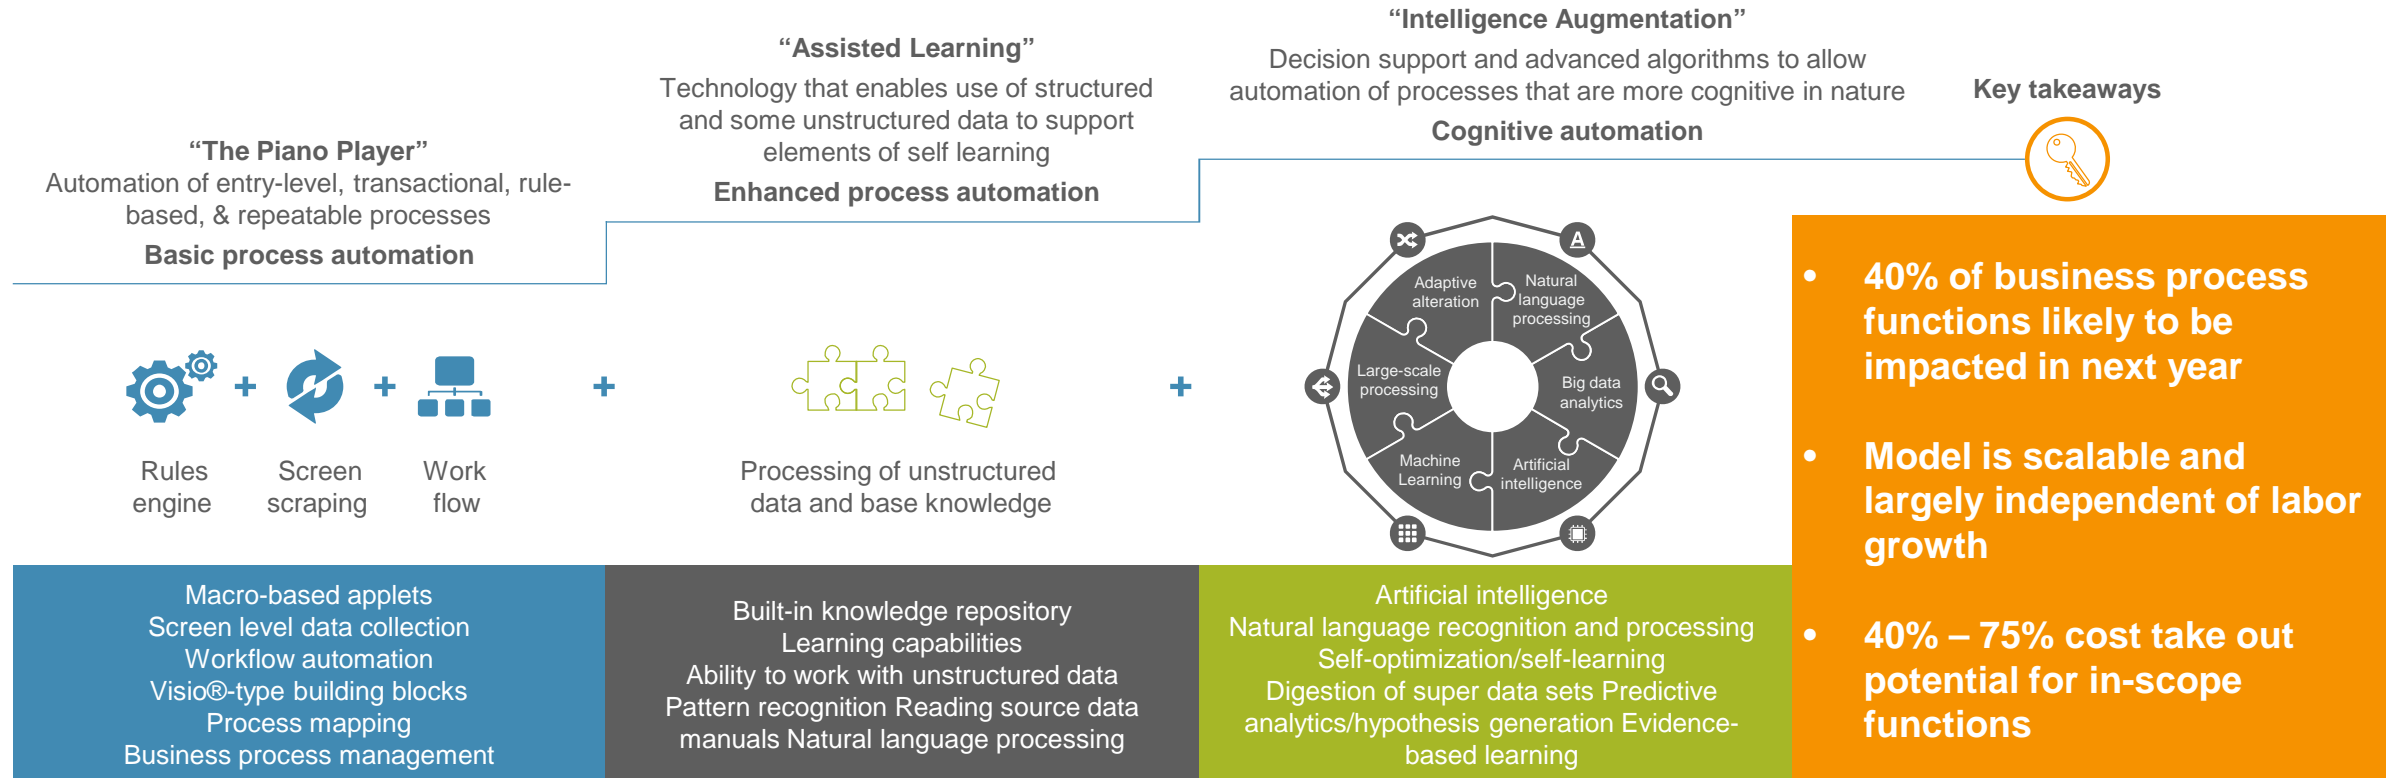 “The Piano Player”
Automation of entry-level, transactional, rule-
based, & repeatable processes
Basic process automation
Rules
engine
Screen
scraping
Work
flow
Macro-based applets
Screen level data collection
Workflow automation
Visio®-type building blocks
Process mapping
Business process management
“Assisted Learning”
Technology that enables use of structured
and some unstructured data to support
elements of self learning
Enhanced process automation
Processing of unstructured
data and base knowledge
Built-in knowledge repository
Learning capabilities
Ability to work with unstructured data
Pattern recognition Reading source data
manuals Natural language processing
“Intelligence Augmentation”
Decision support and advanced algorithms to allow
automation of processes that are more cognitive in nature
Cognitive automation
A
Adaptive
alteration
Natural
language
processing
Large-scale
processing
Big data
analytics
Machine
Learning
Artificial
intelligence
Artificial intelligence
Natural language recognition and processing
Self-optimization/self-learning
Digestion of super data sets Predictive
analytics/hypothesis generation Evidence-
based learning
Key takeaways
• 40% of business process
functions likely to be
impacted in next year
• Model is scalable and
largely independent of labor
growth
• 40% – 75% cost take out
potential for in-scope
functions